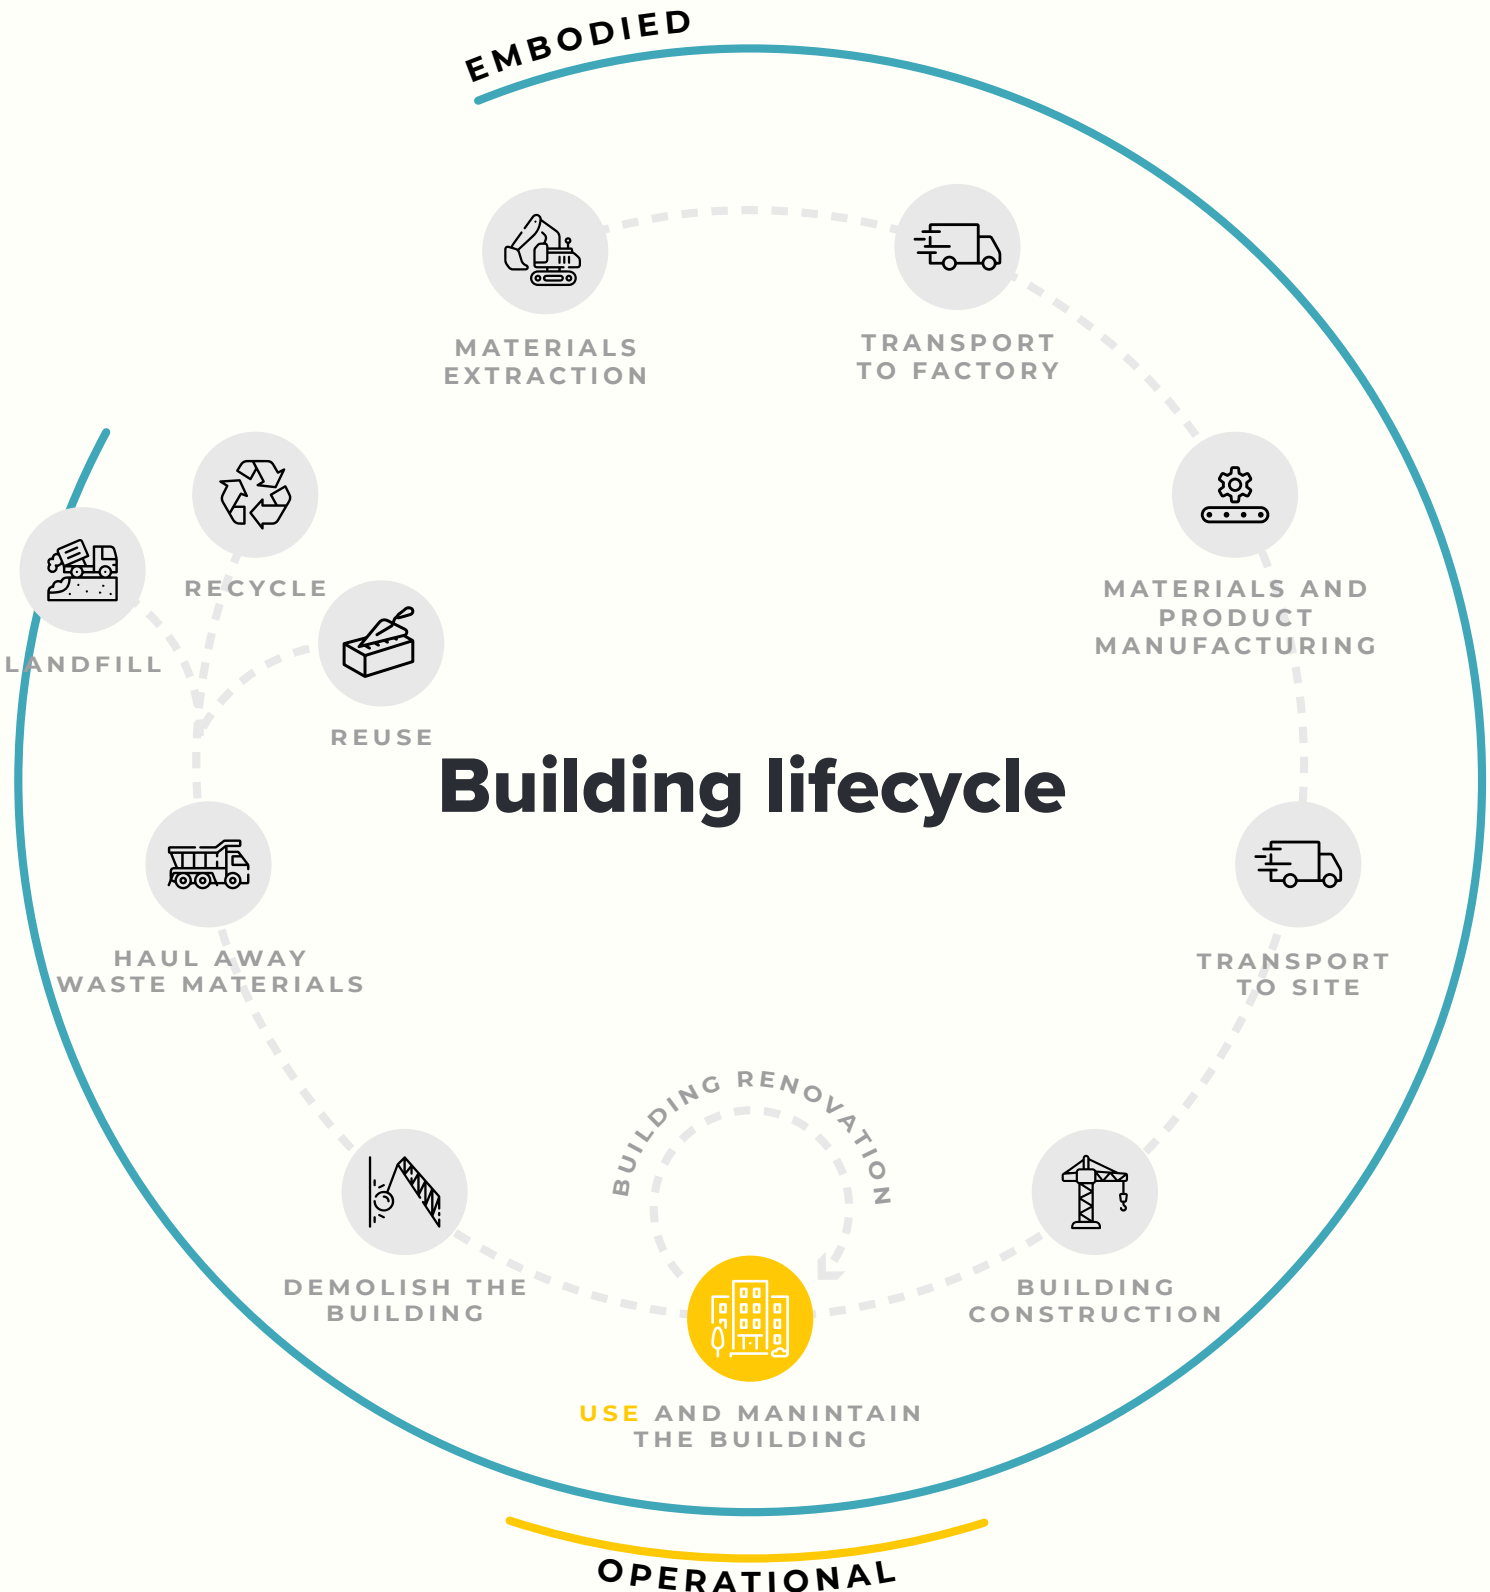 EMBODIED
MATERIALS
EXTRACTION
TRANSPORT
TO FACTORY
MATERIALS AND
PRODUCT
MANUFACTURING
TRANSPORT
TO SITE
BUILDING
CONSTRUCTION
BUILDING RENOVATION
USE AND MANINTAIN
THE BUILDING
DEMOLISH THE
BUILDING
HAUL AWAY
WASTE MATERIALS
LANDFILL
RECYCLE
REUSE
Building lifecycle
OPERATIONAL